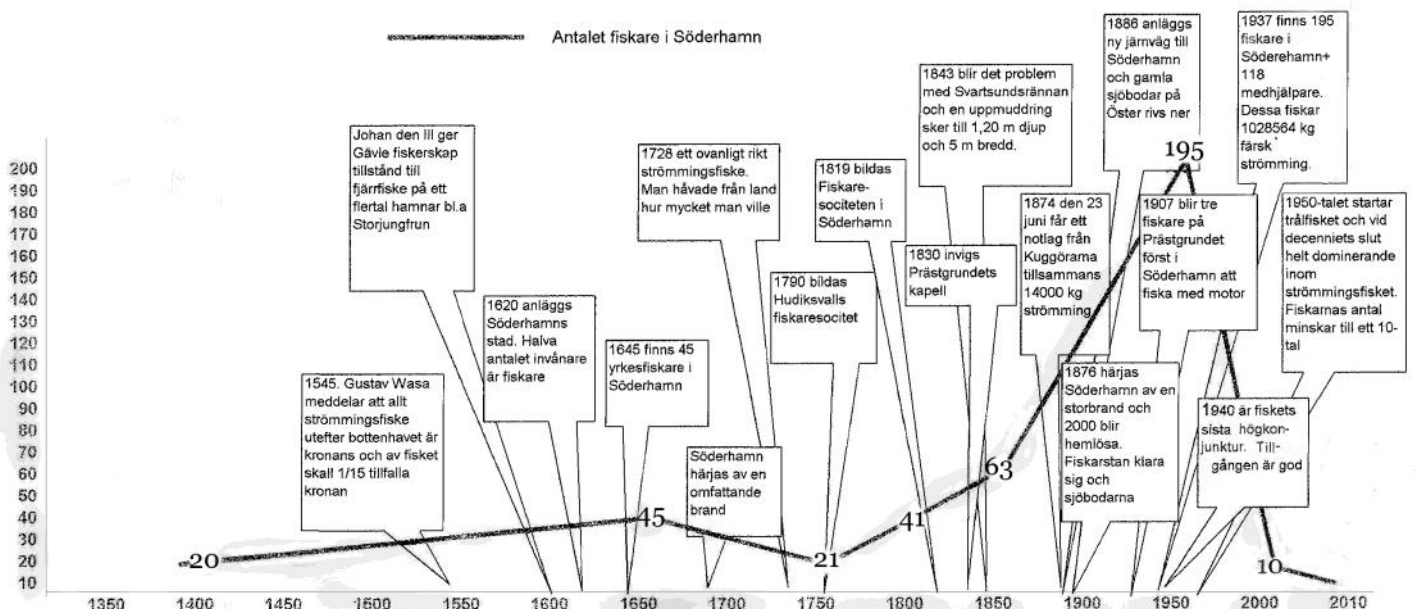 Antalet fiskare i Söderhamn
200
190
180
170
160
150
140
130
120
110
100
90
80
70
60
50
40
30
20
10
Johan den III ger
Gävle fiskerskap
tillstånd till
fjärrfiske på ett
flertal hamnar bl.a
Storjungfrun
1545. Gustav Wasa
meddelar att allt
strömmingsfiske
utefter bottenhavet är
kronans och av fisket
skall 1/15 tillfalla
kronan
1620 anläggs
Söderhamns
stad. Halva
antalet invånare
är fiskare
1645 finns 45
yrkesfiskare i
Söderhamn
1728 ett ovanligt rikt
strömmingsfiske.
Man håvade från land
hur mycket man ville
Söderhamn
härjas av en
omfattande
brand
1790 bildas
Hudiksvalls
fiskaresocitet
1819 bildas
Fiskare-
sociteten i
Söderhamn
1843 blir det problem
med Svartsundsrännan
och en uppmuddring
sker till 1,20 m djup
och 5 m bredd.
1830 invigs
Prästgrundets
kapell
1886 anläggs
ny järnväg till
Söderhamn
och gamla
sjöbodar på
Öster rivs ner
1874 den 23
juni får ett
notlag från
Kuggörarna
tillsammans
14000 kg
strömming
1876 härjas
Söderhamn av en
storbrand och
2000 blir
hemlösa.
Fiskarstan klara
sig och
sjöbodarna
1907 blir tre
fiskare på
Prästgrundet
först i
Söderhamn att
fiska med motor
1937 finns 195
fiskare i
Söderehamn+
118
medhjälpare.
Dessa fiskar
1028564 kg
färsk
strömming.
1950-talet startar
trålfisket och vid
decenniets slut
helt dominerande
inom
strömmingsfisket.
Fiskarnas antal
minskar till ett 10-
tal
1940 är fiskets
sista högkon-
junktur. Till-
gången är god
20
45
21
41
63
195
10
1350 1400 1450 1500 1550 1600 1650 1700 1750 1800 1850 1900 1950 2000 2010